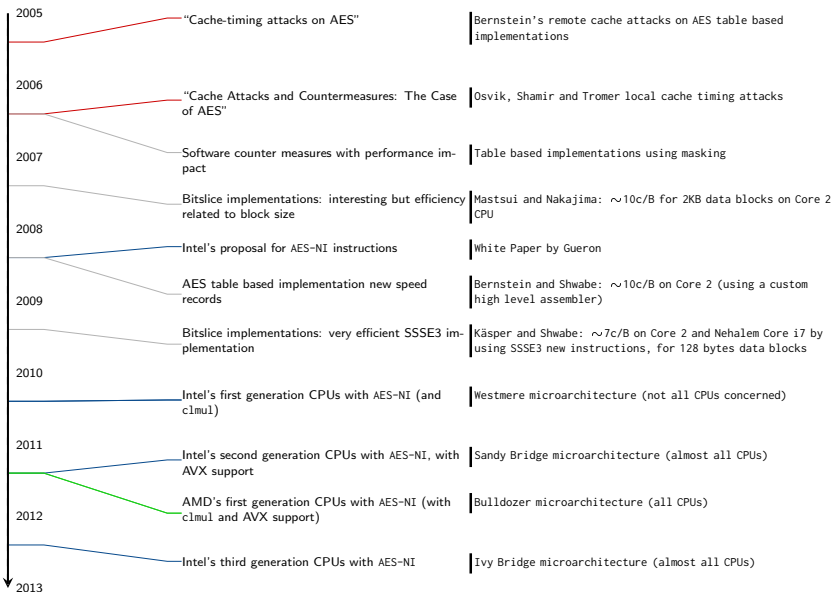 2005
“Cache-timing attacks on AES”
Bernstein’s remote cache attacks on AES table based
implementations
2006
“Cache Attacks and Countermeasures: The Case
of AES”
Osvik, Shamir and Tromer local cache timing attacks
2007
Software counter measures with performance im-
pact
Table based implementations using masking
Bitslice implementations: interesting but efficiency
related to block size
Mastsui and Nakajima: ∼10c/B for 2KB data blocks on Core 2
CPU
2008
Intel’s proposal for AES-NI instructions
White Paper by Gueron
AES table based implementation new speed
records
Bernstein and Shwabe: ∼10c/B on Core 2 (using a custom
high level assembler)
2009
Bitslice implementations: very efficient SSSE3 im-
plementation
Käsper and Shwabe: ∼7c/B on Core 2 and Nehalem Core i7 by
using SSSE3 new instructions, for 128 bytes data blocks
2010
Intel’s first generation CPUs with AES-NI (and
clmul)
Westmere microarchitecture (not all CPUs concerned)
2011
Intel’s second generation CPUs with AES-NI, with
AVX support
Sandy Bridge microarchitecture (almost all CPUs)
AMD’s first generation CPUs with AES-NI (with
clmul and AVX support)
Bulldozer microarchitecture (all CPUs)
2012
Intel’s third generation CPUs with AES-NI
Ivy Bridge microarchitecture (almost all CPUs)
2013